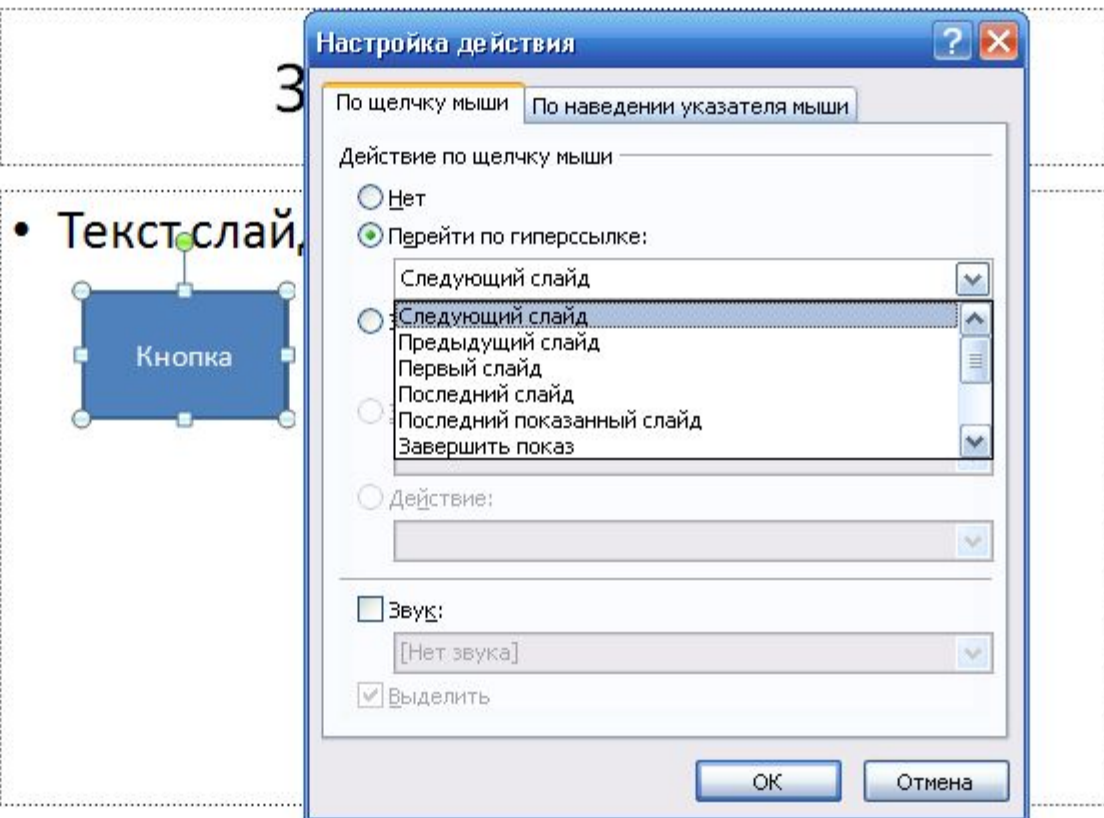 Настройка действия
По щелчку мыши
По наведении указателя мыши
Действие по щелчку мыши
Нет
Перейти по гиперссылке:
• Текст
Следующий слайд
Следующий слайд
Предыдущий слайд
Первый слайд
Кнопка
Последний слайд
Последний показанный слайд
Завершить показ
Действие:
Звук:
[Нет звука]
Выделить
ОК
Отмена